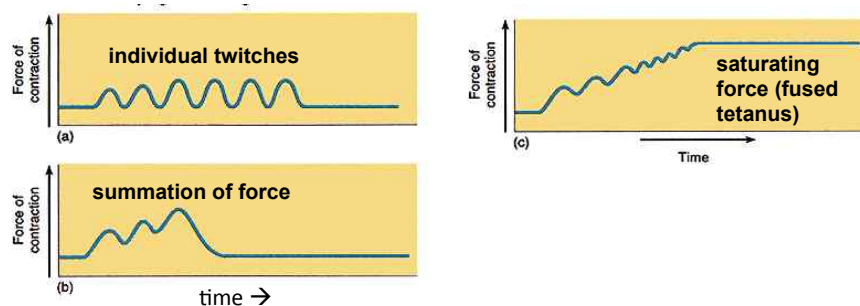 Force of
contraction
individual twitches
(a)
Force of
contraction
summation of force
(b)
time →
Force of
contraction
saturating
force (fused
tetanus)
(c)
Time